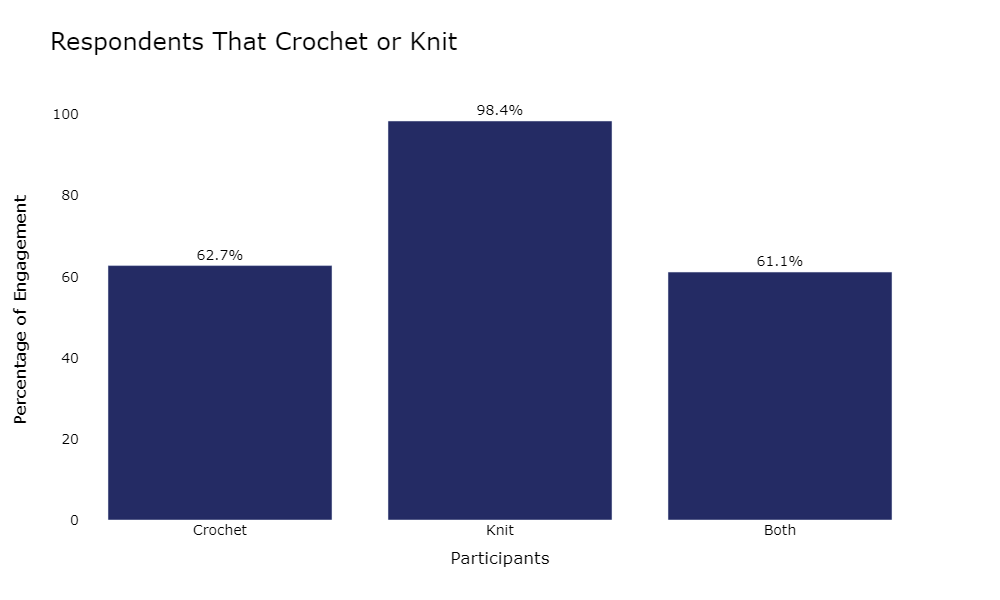 Respondents That Crochet or Knit
Percentage of Engagement
100
80
60
40
20
0
62.7%
98.4%
61.1%
Crochet
Knit
Both
Participants